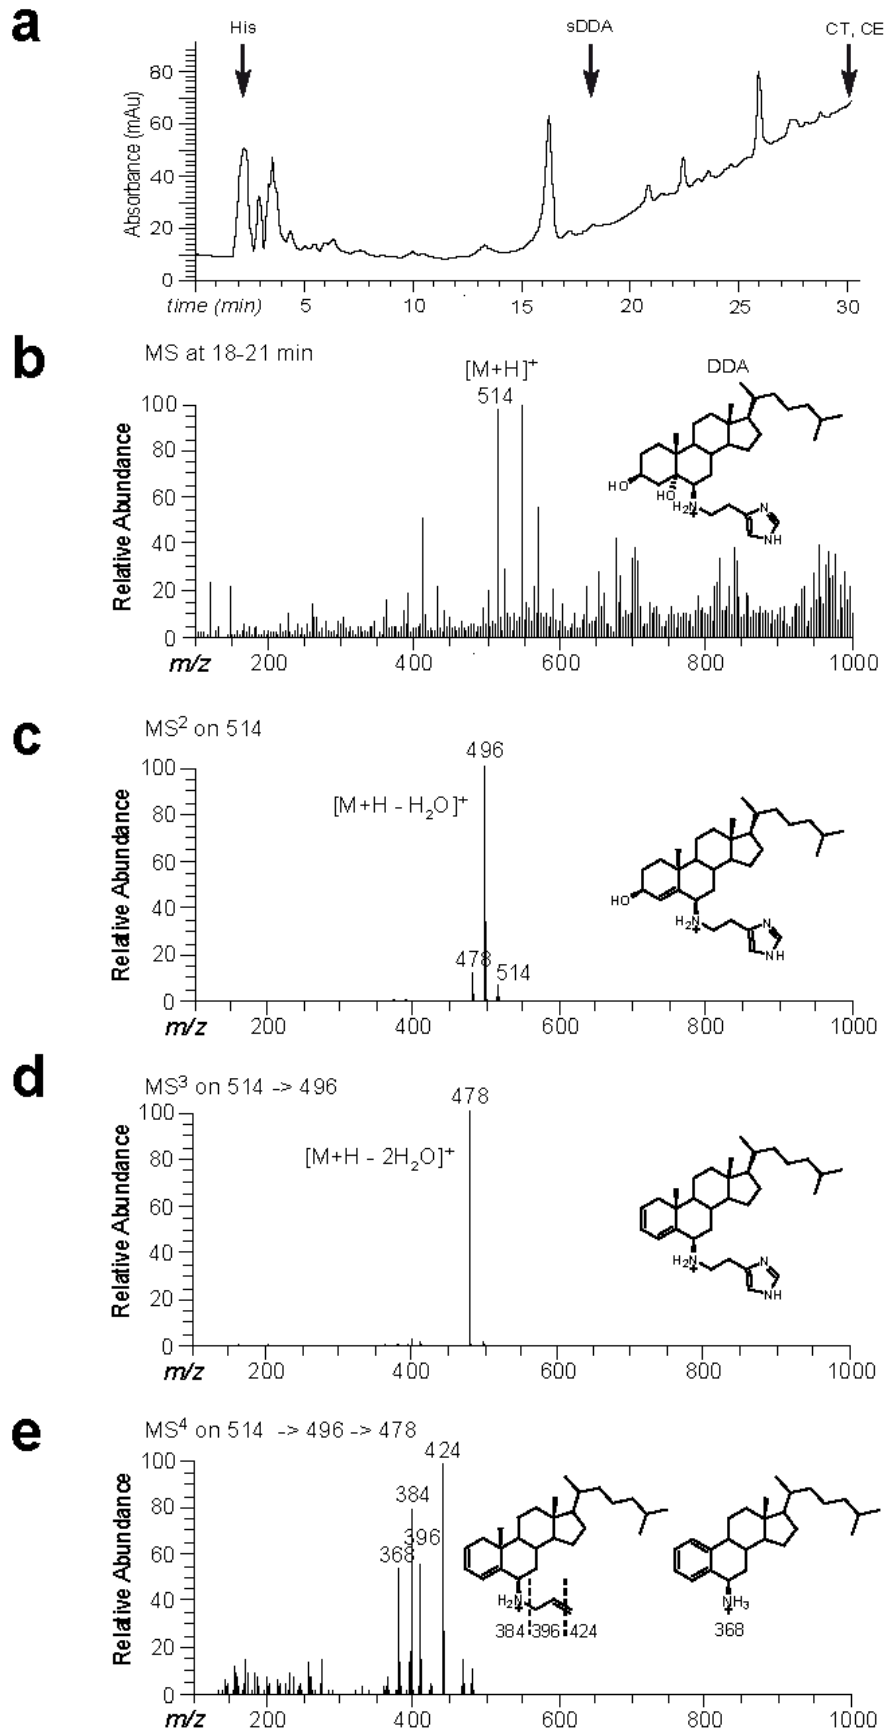 a
His sDDA CT, CE
Absorbance (mAu)
80
60
40
20
0
time (min) 5 10 15 20 25 30
b
MS at 18-21 min
[M+H]⁺
514
DDA
Relative Abundance
100
80
60
40
20
0
HO
HO
H₂N
+
N
NH
m/z 200 400 600 800 1000
c
MS² on 514
496
[M+H - H₂O]⁺
Relative Abundance
100
80
60
40
20
0
478
514
HO
H₂N
+
N
NH
m/z 200 400 600 800 1000
d
MS³ on 514 -> 496
478
[M+H - 2H₂O]⁺
Relative Abundance
100
80
60
40
20
0
H₂N
+
N
NH
m/z 200 400 600 800 1000
e
MS⁴ on 514 -> 496 -> 478
424
384
396
368
Relative Abundance
100
80
60
40
20
0
H₂N
+
384 396 424
NH₃
+
368
m/z 200 400 600 800 1000